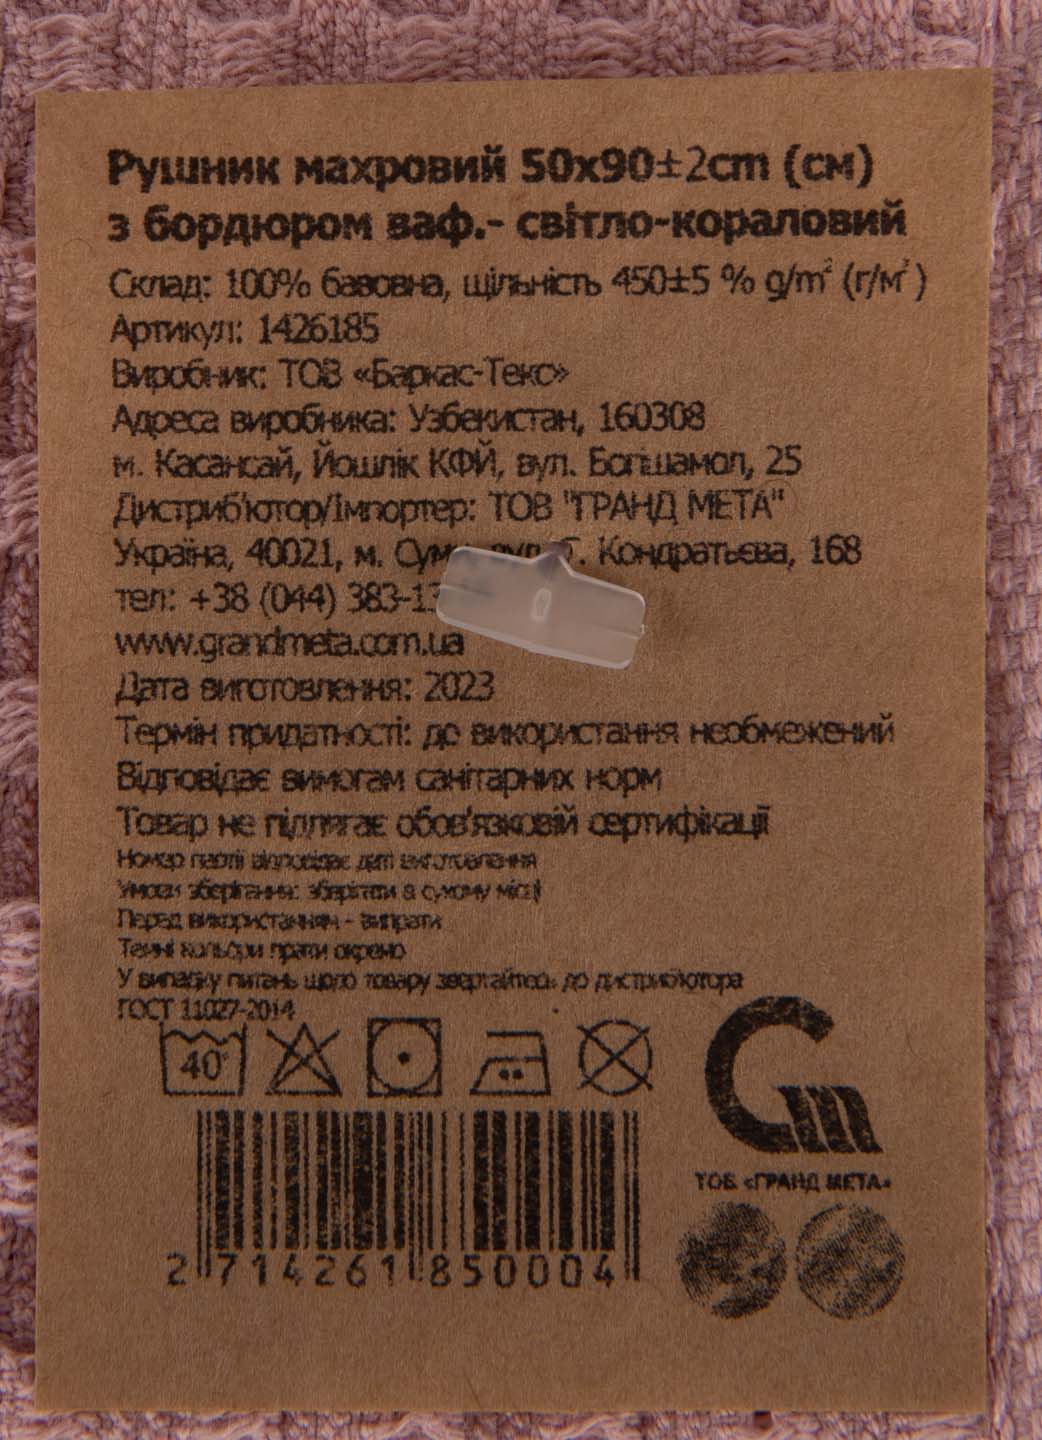 Рушник махровий 50x90±2cm (см)
з бордюром ваф.- світло-кораловий
Склад: 100% бавовна, щільність 450±5 % g/m² (г/м²)
Артикул: 1426185
Виробник: ТОВ «Баркас-Текс»
Адреса виробника: Узбекистан, 160308
м. Касансай, Йошлік КФЙ, вул. Богішамол, 25
Дистриб'ютор/Імпортер: ТОВ "ГРАНД МЕТА"
Україна, 40021, м. Суми, вул. Г. Кондратьєва, 168
тел: +38 (044) 383-13
www.grandmeta.com.ua
Дата виготовлення: 2023
Термін придатності: до використання необмежений
Відповідає вимогам санітарних норм
Товар не підлягає обов'язковій сертифікації
Номер партії відповідає даті виготовлення
Умови зберігання: зберігати в сухому місці
Перед використанням - випрати
Темні кольори прати окремо
У випадку питань щодо товару звертайтесь до дистриб'ютора
ГОСТ 11027-2014
40°
Gm
ТОВ «ГРАНД МЕТА»
2 714261 850004